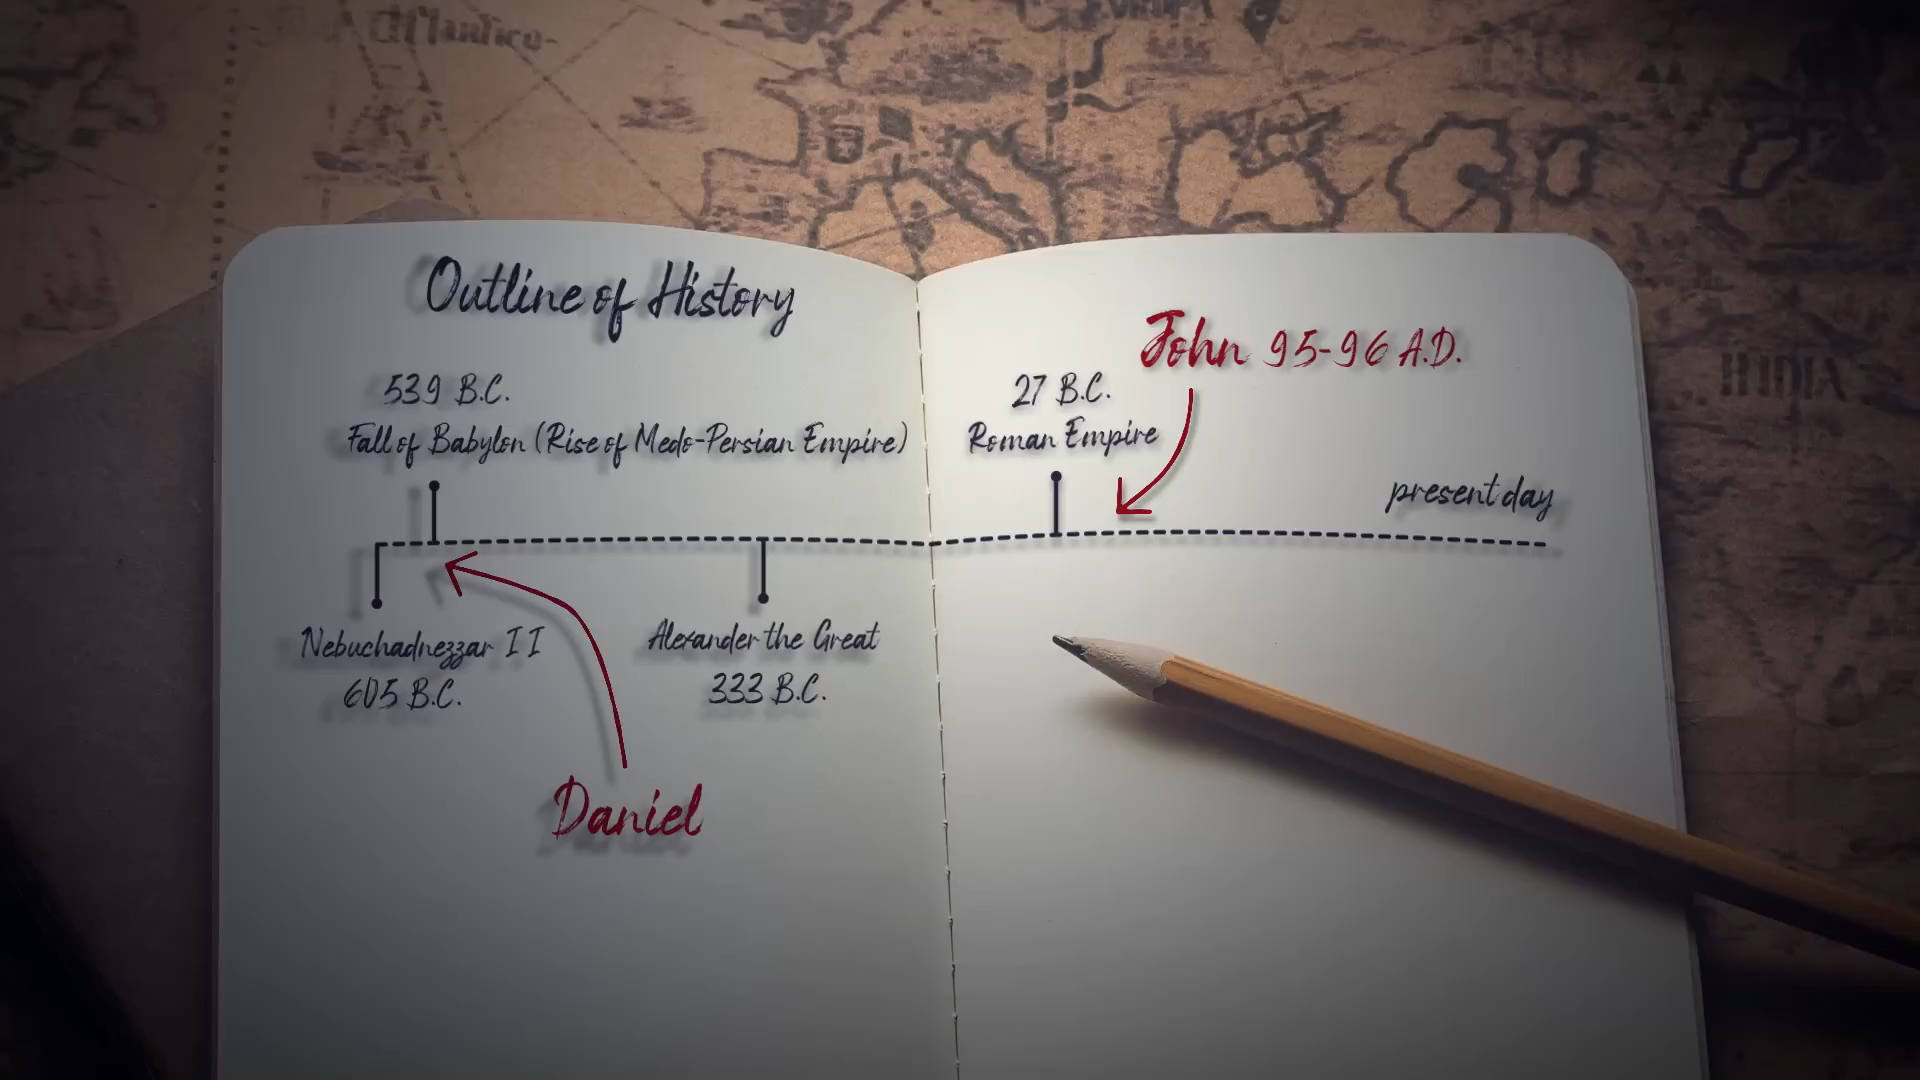 Outline of History
539 B.C.
Fall of Babylon (Rise of Medo-Persian Empire)
Nebuchadnezzar II
605 B.C.
Alexander the Great
333 B.C.
Daniel
John 95-96 A.D.
27 B.C.
Roman Empire
present day